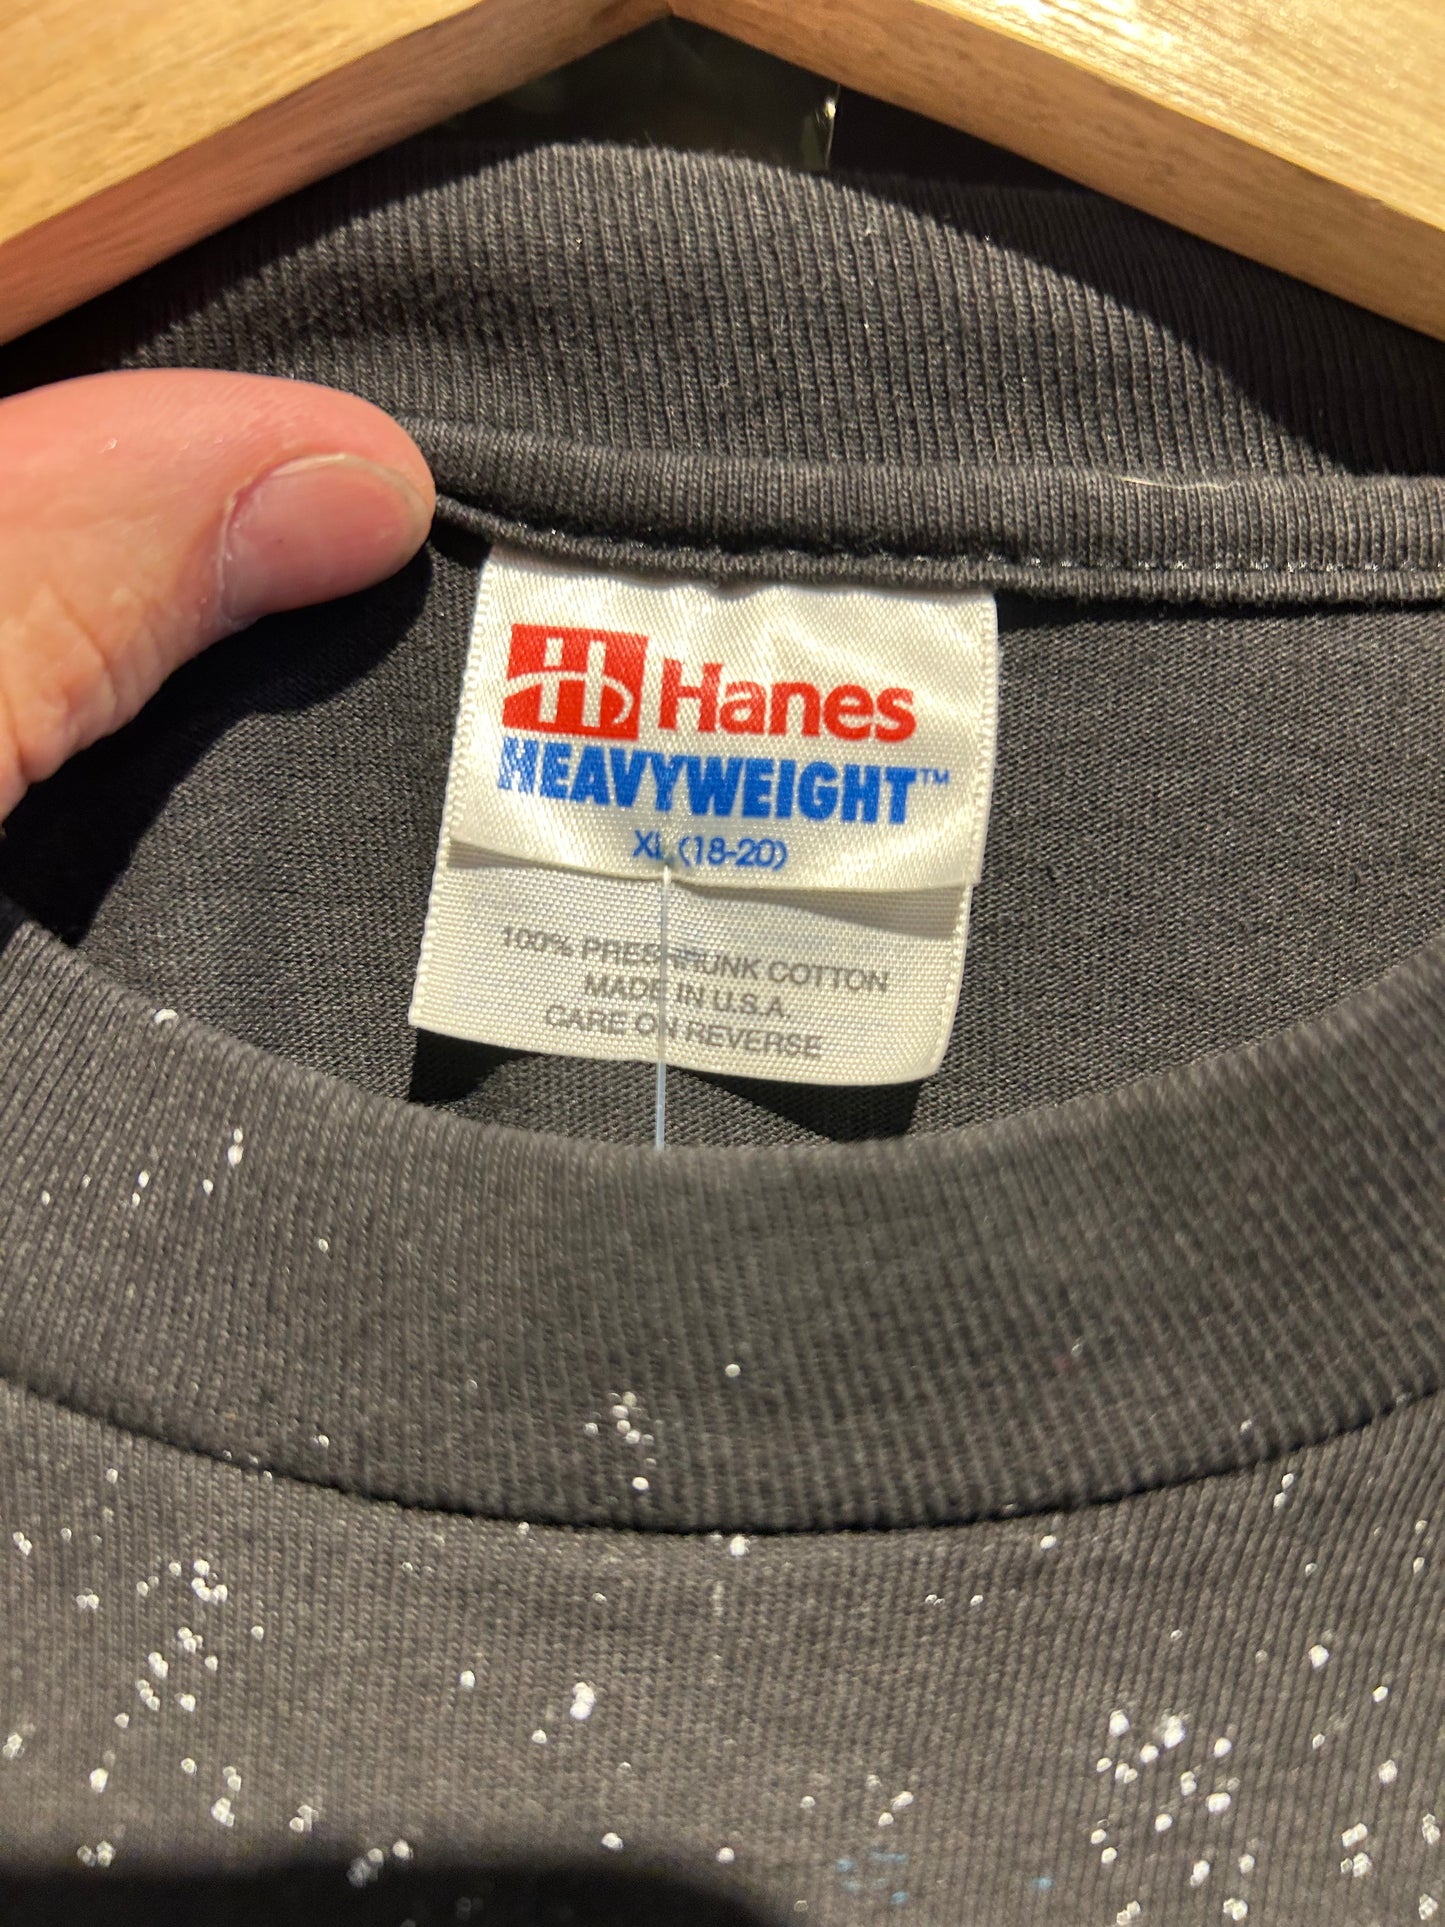 Hanes
HEAVYWEIGHT™
XL (18-20)
100% PRESHRUNK COTTON
MADE IN U.S.A.
CARE ON REVERSE